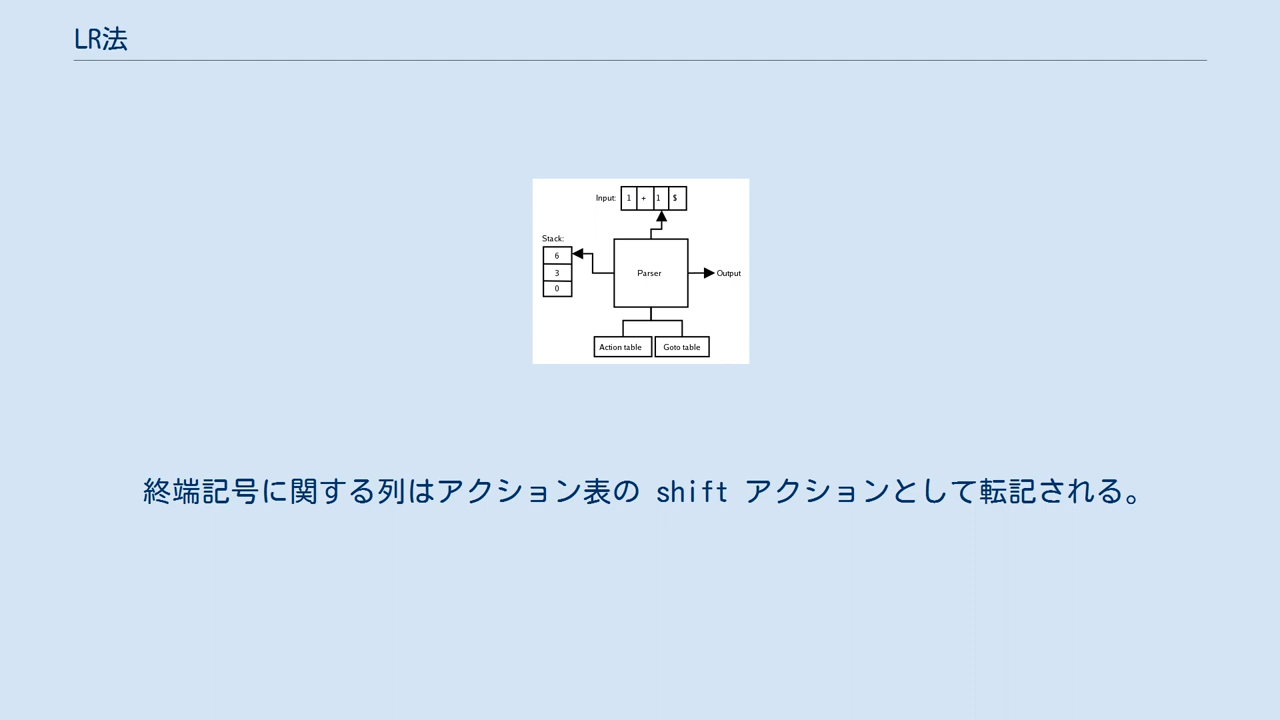 LR法
Input: 1 + 1 $
Stack:
6
3
0
Parser
Output
Action table
Goto table
終端記号に関する列はアクション表の shift アクションとして転記される。